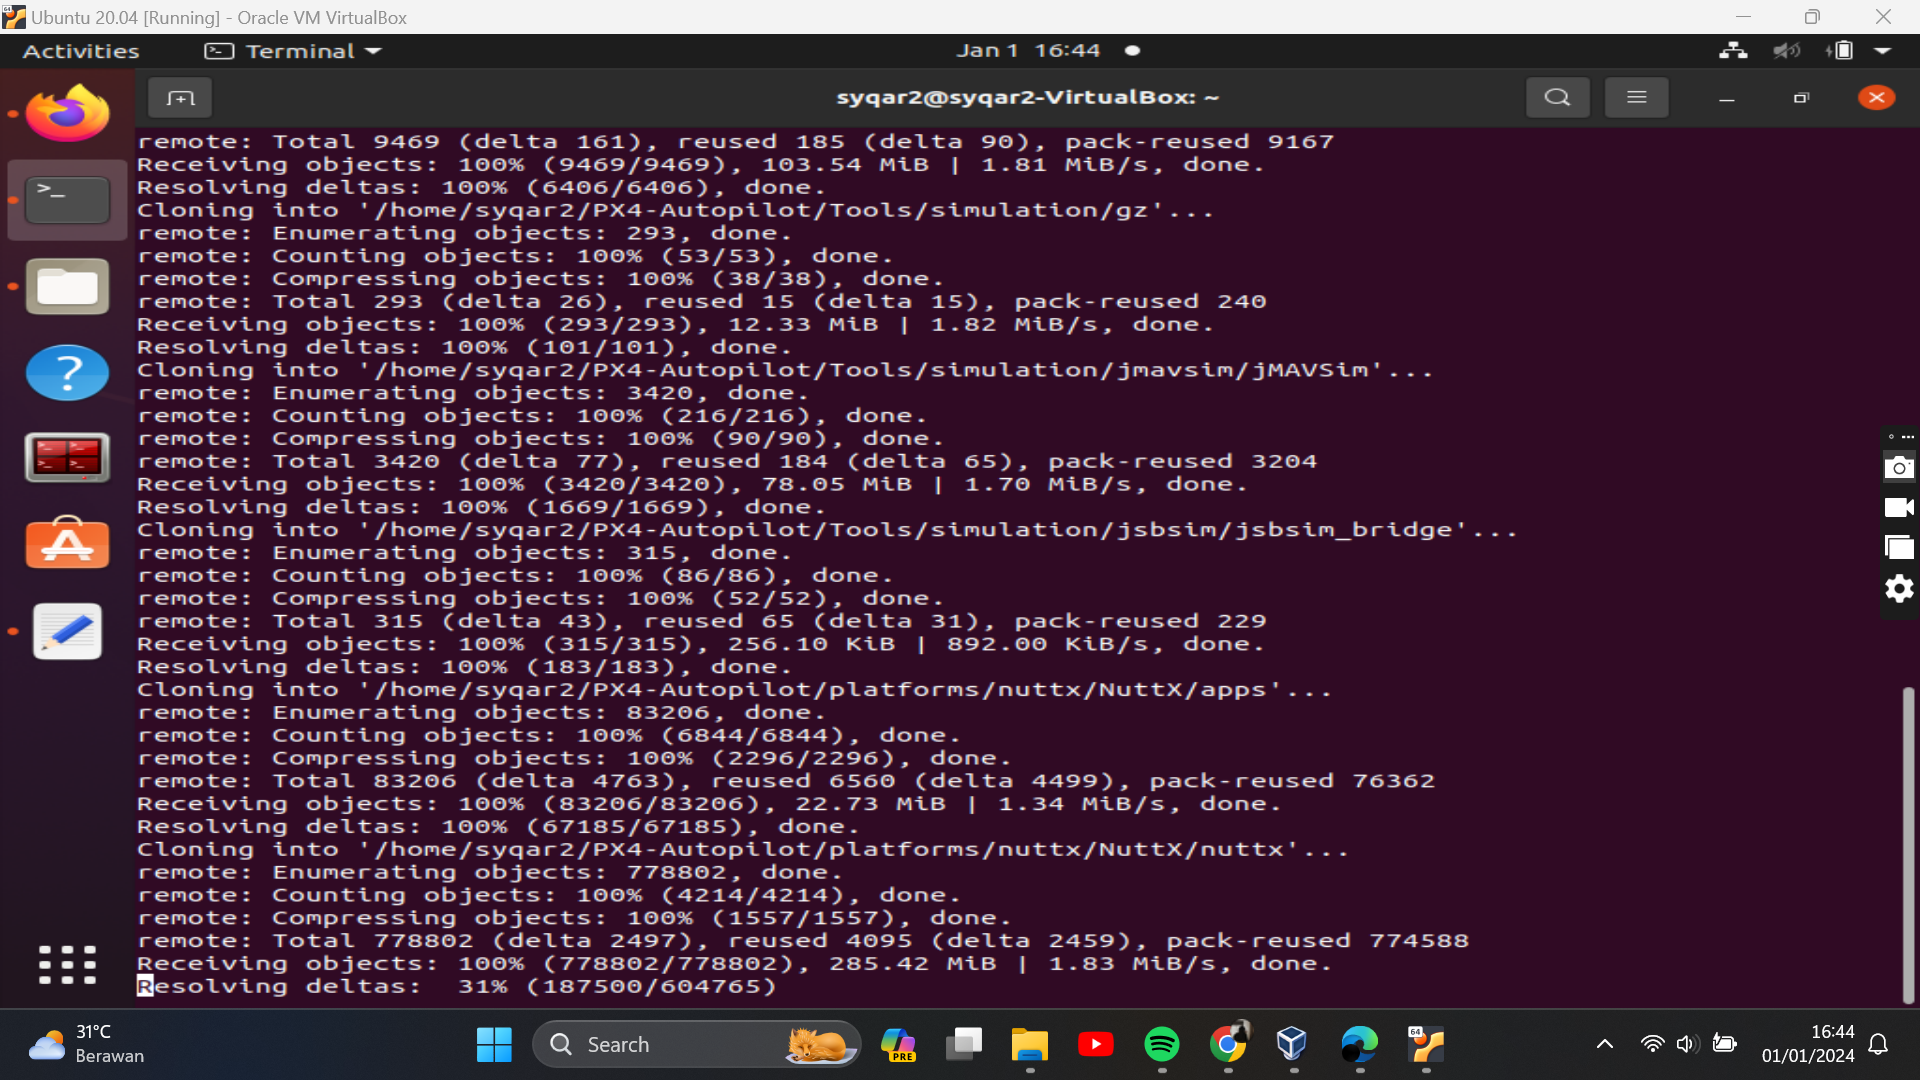 Ubuntu 20.04 [Running] - Oracle VM VirtualBox
Activities
Terminal
Jan 1 16:44
syqar2@syqar2-VirtualBox: ~
remote: Total 9469 (delta 161), reused 185 (delta 90), pack-reused 9167
Receiving objects: 100% (9469/9469), 103.54 MiB | 1.81 MiB/s, done.
Resolving deltas: 100% (6406/6406), done.
Cloning into '/home/syqar2/PX4-Autopilot/Tools/simulation/gz'...
remote: Enumerating objects: 293, done.
remote: Counting objects: 100% (53/53), done.
remote: Compressing objects: 100% (38/38), done.
remote: Total 293 (delta 26), reused 15 (delta 15), pack-reused 240
Receiving objects: 100% (293/293), 12.33 MiB | 1.82 MiB/s, done.
Resolving deltas: 100% (101/101), done.
Cloning into '/home/syqar2/PX4-Autopilot/Tools/simulation/jmavsim/jMAVSim'...
remote: Enumerating objects: 3420, done.
remote: Counting objects: 100% (216/216), done.
remote: Compressing objects: 100% (90/90), done.
remote: Total 3420 (delta 77), reused 184 (delta 65), pack-reused 3204
Receiving objects: 100% (3420/3420), 78.05 MiB | 1.70 MiB/s, done.
Resolving deltas: 100% (1669/1669), done.
Cloning into '/home/syqar2/PX4-Autopilot/Tools/simulation/jsbsim/jsbsim_bridge'...
remote: Enumerating objects: 315, done.
remote: Counting objects: 100% (86/86), done.
remote: Compressing objects: 100% (52/52), done.
remote: Total 315 (delta 43), reused 65 (delta 31), pack-reused 229
Receiving objects: 100% (315/315), 256.10 KiB | 892.00 KiB/s, done.
Resolving deltas: 100% (183/183), done.
Cloning into '/home/syqar2/PX4-Autopilot/platforms/nuttx/NuttX/apps'...
remote: Enumerating objects: 83206, done.
remote: Counting objects: 100% (6844/6844), done.
remote: Compressing objects: 100% (2296/2296), done.
remote: Total 83206 (delta 4763), reused 6560 (delta 4499), pack-reused 76362
Receiving objects: 100% (83206/83206), 22.73 MiB | 1.34 MiB/s, done.
Resolving deltas: 100% (67185/67185), done.
Cloning into '/home/syqar2/PX4-Autopilot/platforms/nuttx/NuttX/nuttx'...
remote: Enumerating objects: 778802, done.
remote: Counting objects: 100% (4214/4214), done.
remote: Compressing objects: 100% (1557/1557), done.
remote: Total 778802 (delta 2497), reused 4095 (delta 2459), pack-reused 774588
Receiving objects: 100% (778802/778802), 285.42 MiB | 1.83 MiB/s, done.
Resolving deltas:  31% (187500/604765)
31°C
Berawan
Search
PRE
64
16:44
01/01/2024